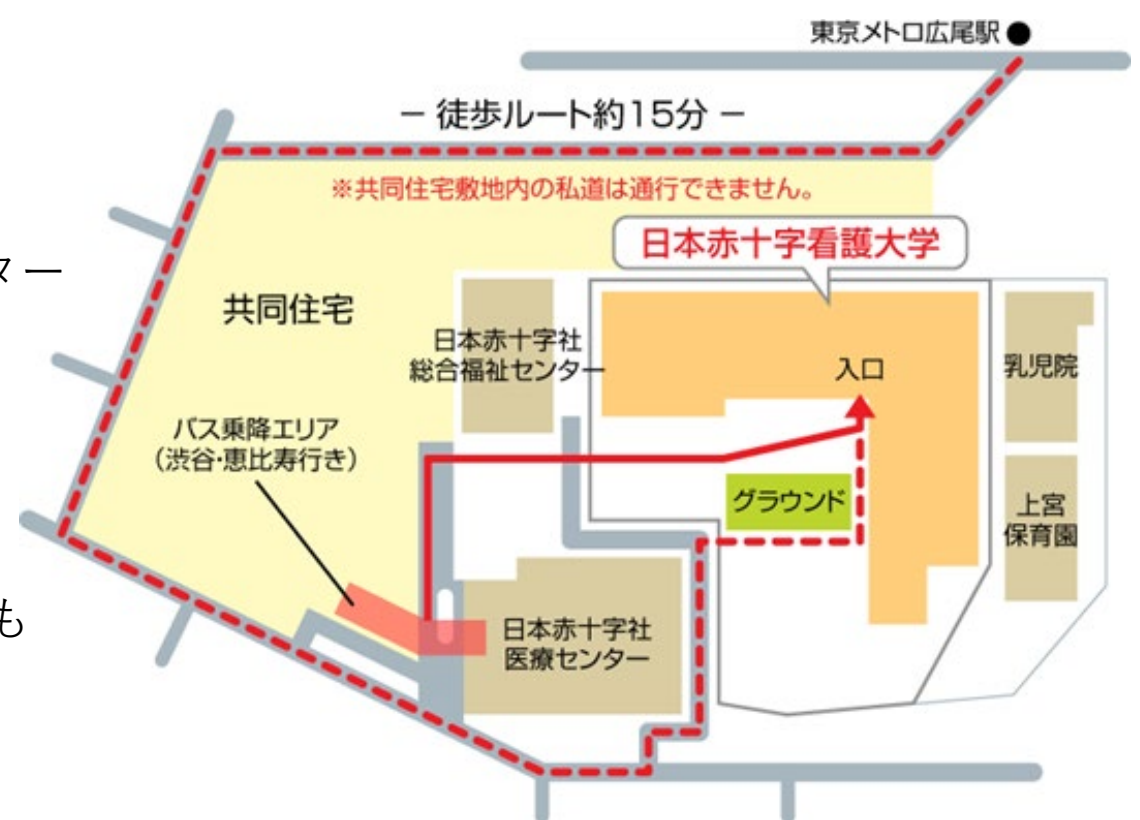 東京メトロ広尾駅
− 徒歩ルート約15分 −
※共同住宅敷地内の私道は通行できません。
日本赤十字看護大学
ター
共同住宅
日本赤十字社
総合福祉センター
入口
乳児院
バス乗降エリア
（渋谷・恵比寿行き）
グラウンド
上宮
保育園
も
日本赤十字社
医療センター